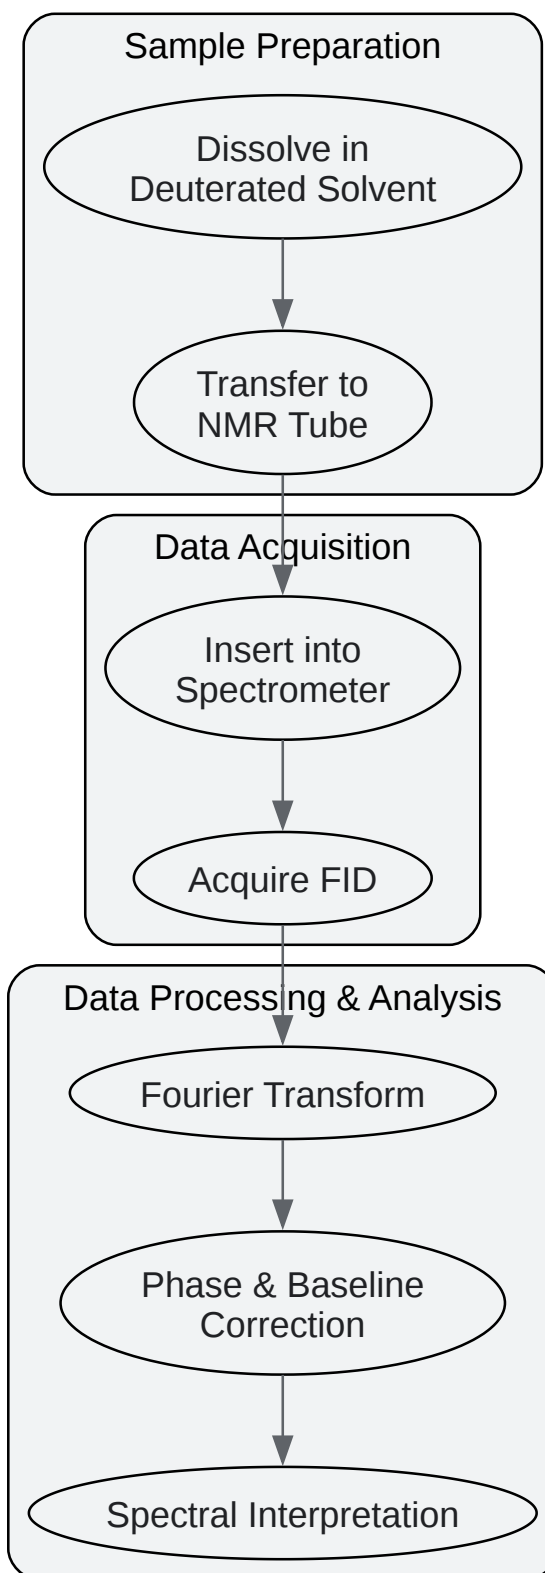 Sample Preparation
Dissolve in
Deuterated Solvent
Transfer to
NMR Tube
Data Acquisition
Insert into
Spectrometer
Acquire FID
Data Processing & Analysis
Fourier Transform
Phase & Baseline
Correction
Spectral Interpretation